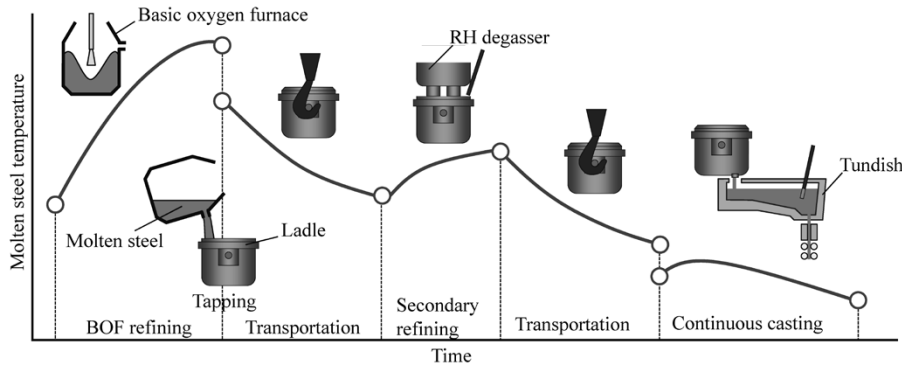 Basic oxygen furnace
RH degasser
Molten steel temperature
Tundish
Molten steel
Ladle
Tapping
BOF refining
Transportation
Secondary
refining
Transportation
Continuous casting
Time